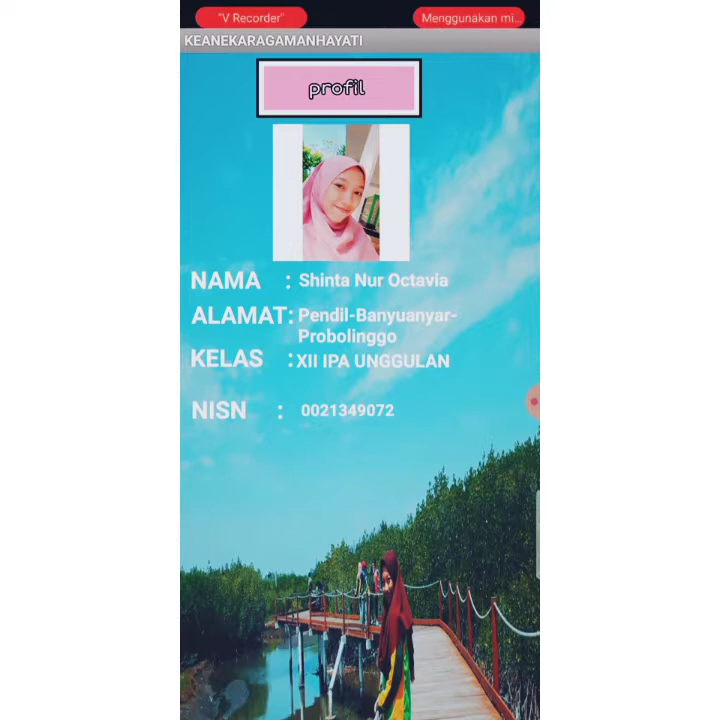 "V Recorder"
Menggunakan mi...
KEANEKARAGAMANHAYATI
profil
NAMA : Shinta Nur Octavia
ALAMAT: Pendil-Banyuanyar-
Probolinggo
KELAS :XII IPA UNGGULAN
NISN : 0021349072